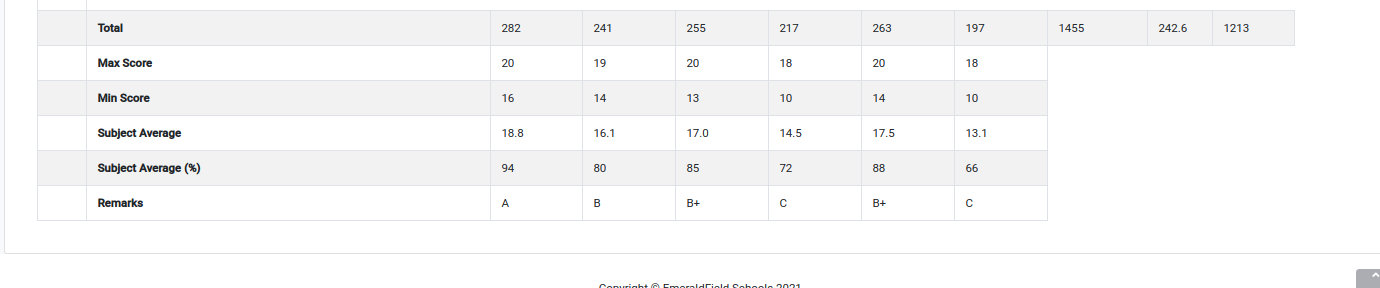 Total 282 241 255 217 263 197 1455 242.6 1213
Max Score 20 19 20 18 20 18
Min Score 16 14 13 10 14 10
Subject Average 18.8 16.1 17.0 14.5 17.5 13.1
Subject Average (%) 94 80 85 72 88 66
Remarks A B B+ C B+ C
Copyright © EmeraldField Schools 2021